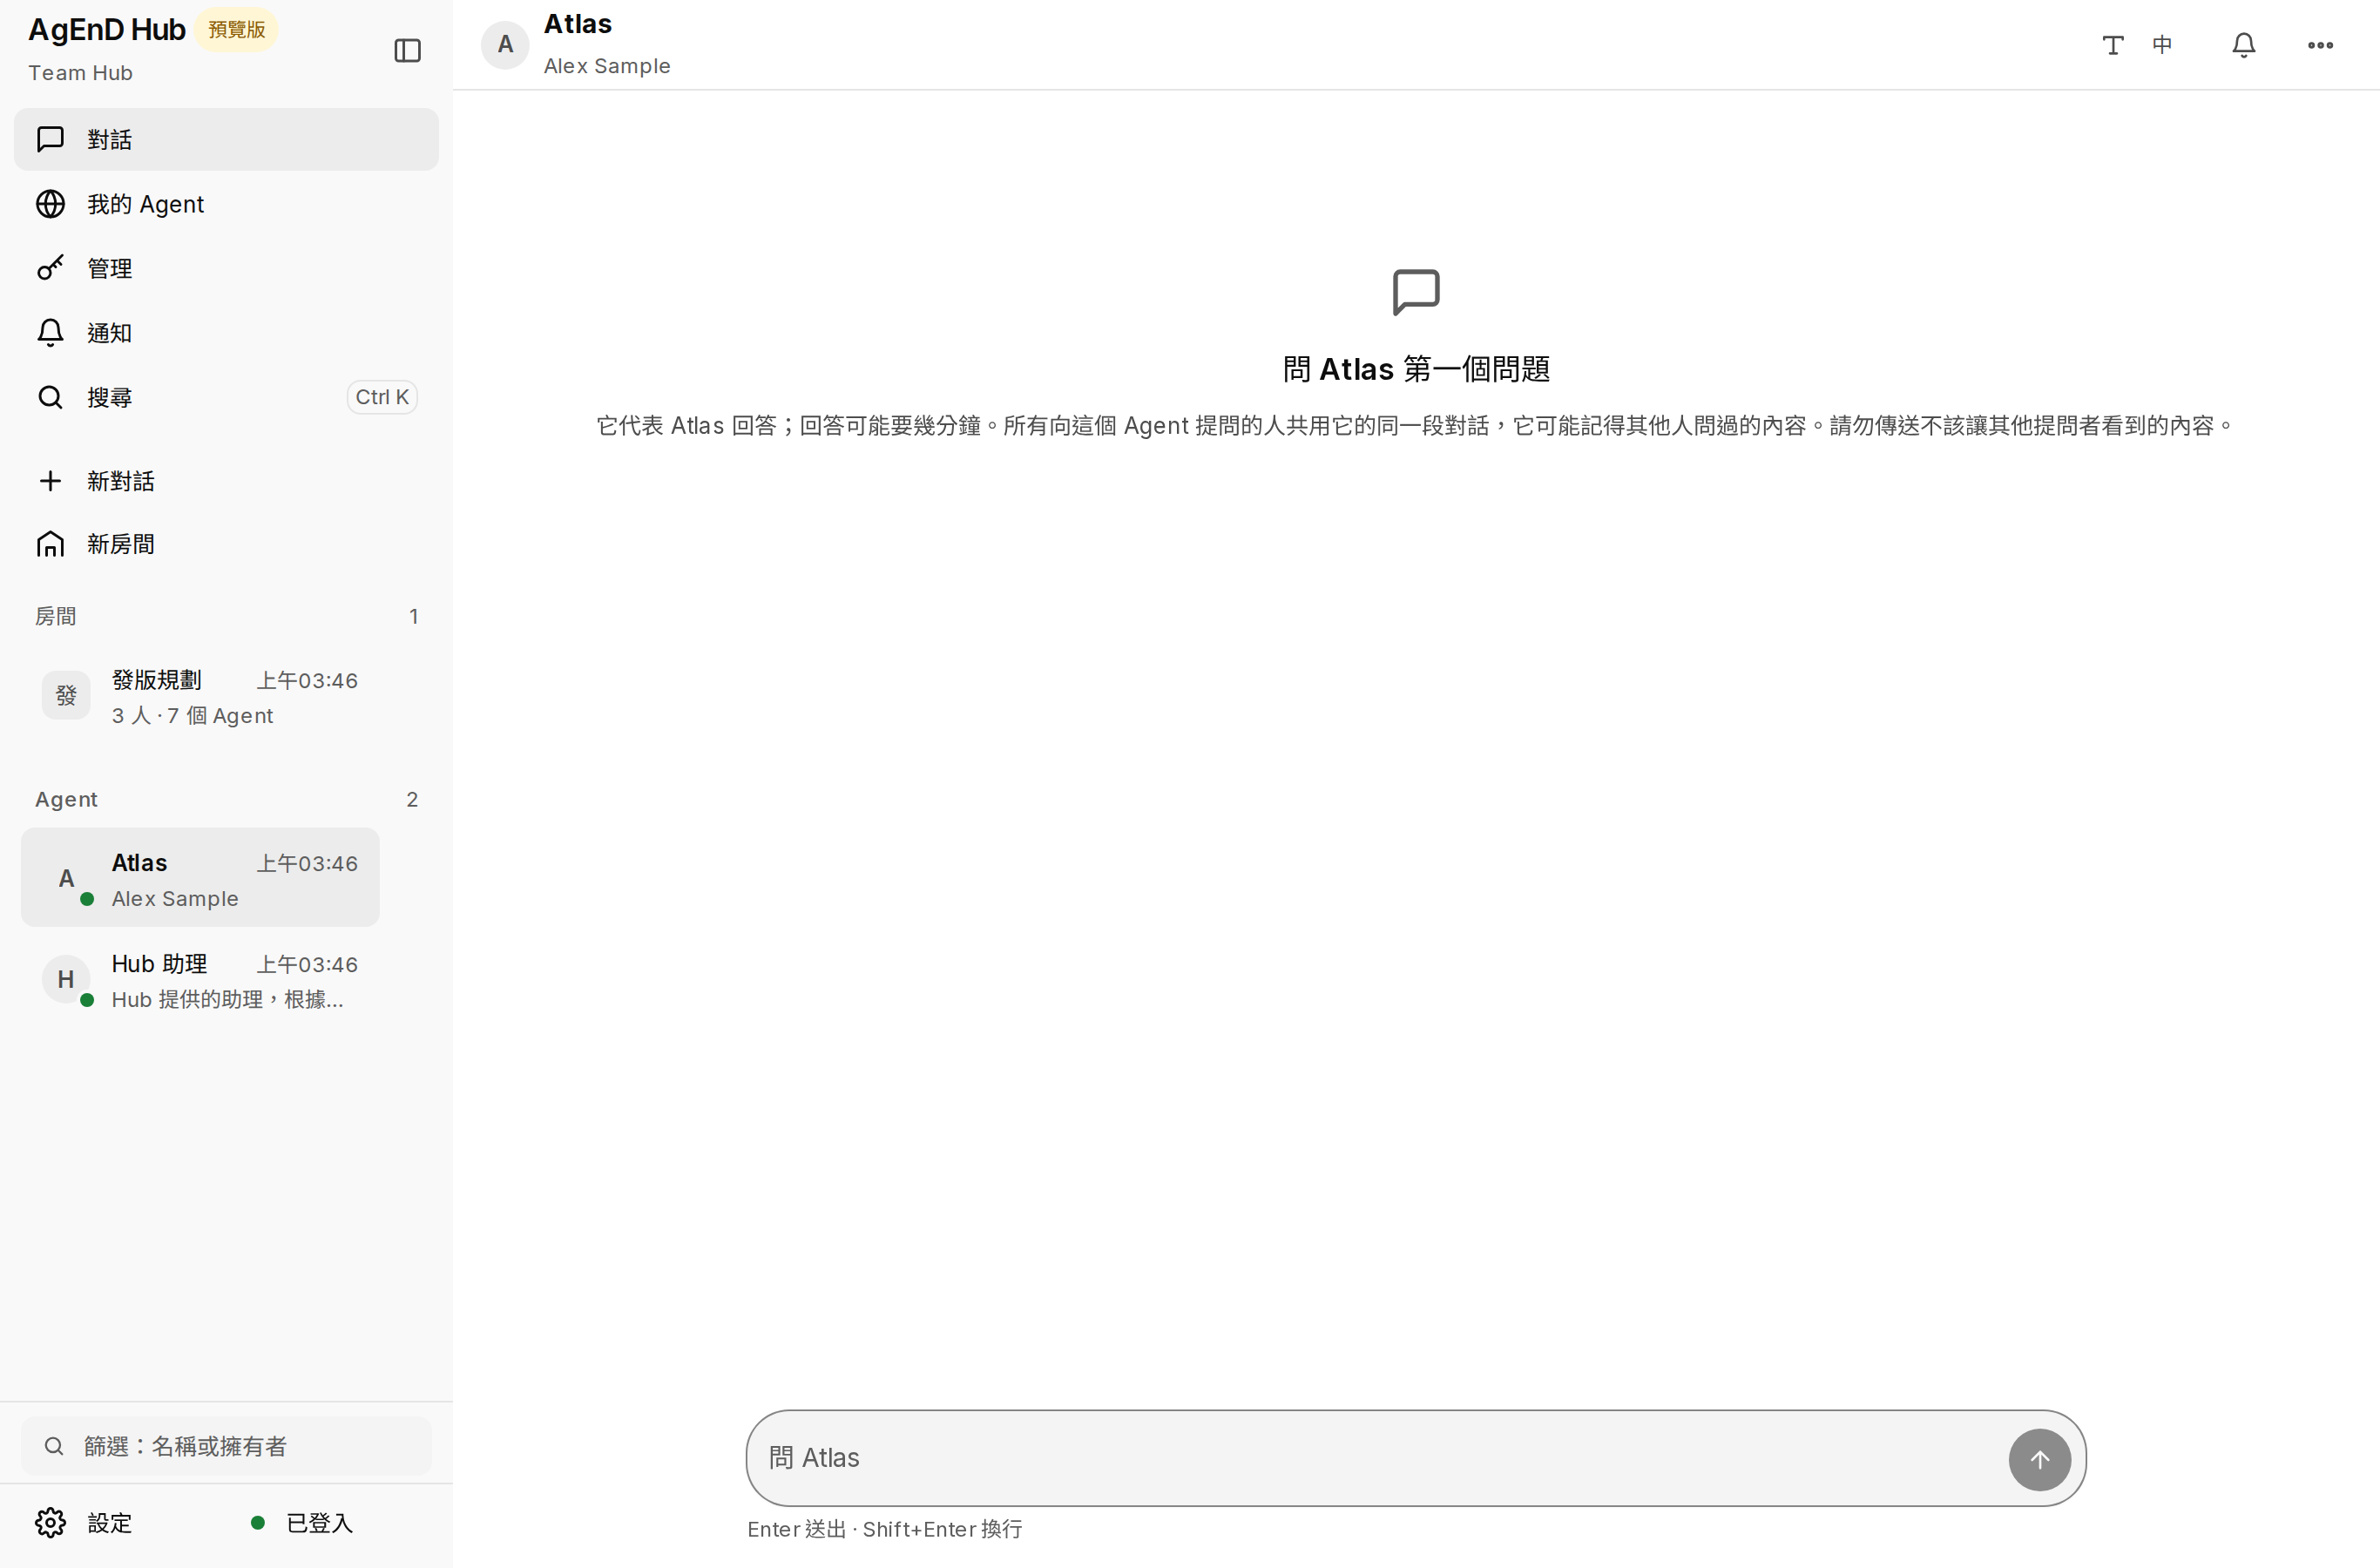 AgEnD Hub 預覽版
Team Hub
對話
我的 Agent
管理
通知
搜尋 Ctrl K
新對話
新房間
房間 1
發 發版規劃 上午03:46
3 人 · 7 個 Agent
Agent 2
A Atlas 上午03:46
Alex Sample
H Hub 助理 上午03:46
Hub 提供的助理，根據...
篩選：名稱或擁有者
設定 已登入
A Atlas
Alex Sample
中
問 Atlas 第一個問題
它代表 Atlas 回答；回答可能要幾分鐘。所有向這個 Agent 提問的人共用它的同一段對話，它可能記得其他人問過的內容。請勿傳送不該讓其他提問者看到的內容。
問 Atlas
Enter 送出 · Shift+Enter 換行